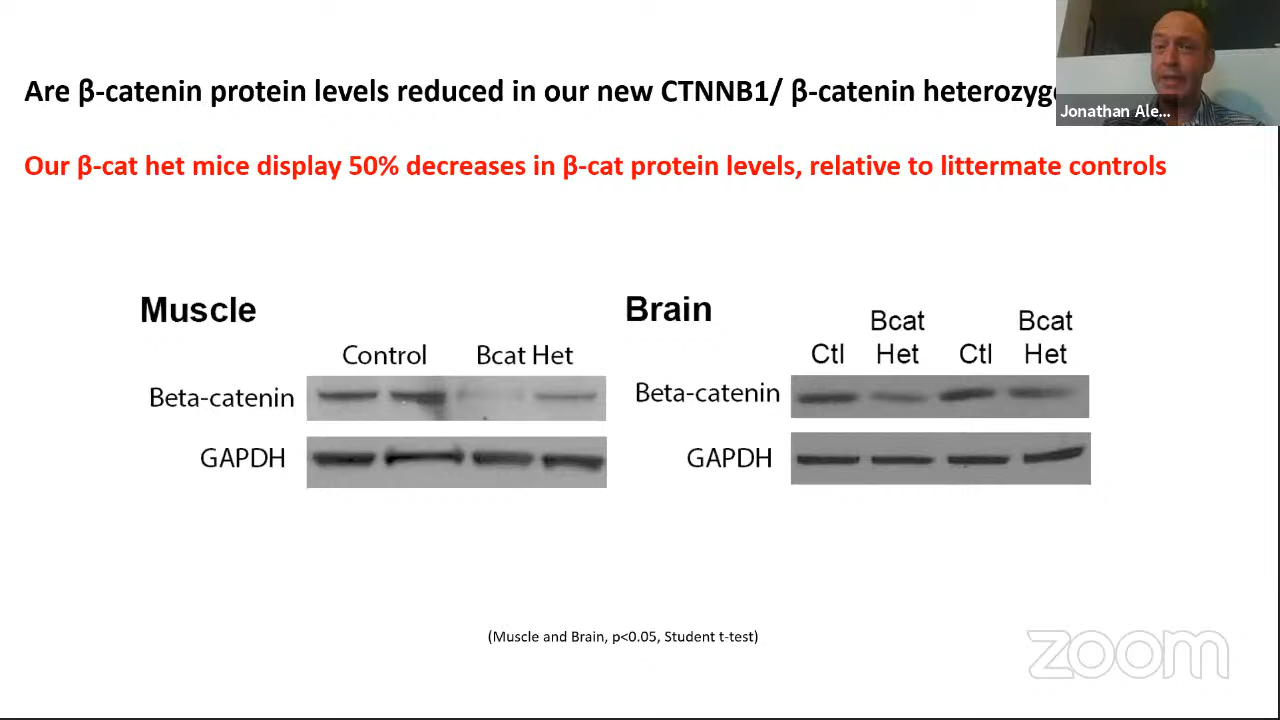 Are β-catenin protein levels reduced in our new CTNNB1/ β-catenin
Jonathan Ale...
Our β-cat het mice display 50% decreases in β-cat protein levels, relative to littermate controls
Muscle
Control Bcat Het
Beta-catenin
GAPDH
Brain
Ctl Bcat Het Ctl Bcat Het
Beta-catenin
GAPDH
(Muscle and Brain, p<0.05, Student t-test)
zoom